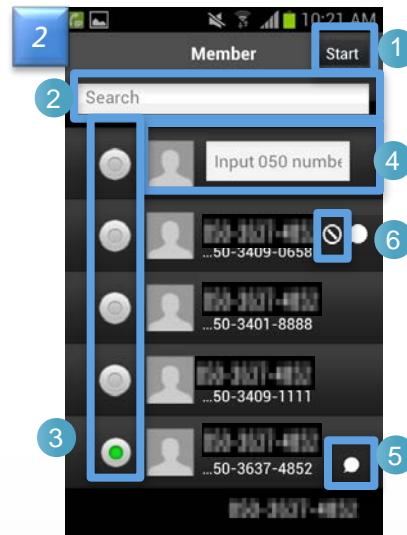 2
10:21 AM
Member
Start
1
2
Search
Input 050 numbe
4
...50-3409-0658
6
...50-3401-8888
...50-3409-1111
3
...50-3637-4852
5